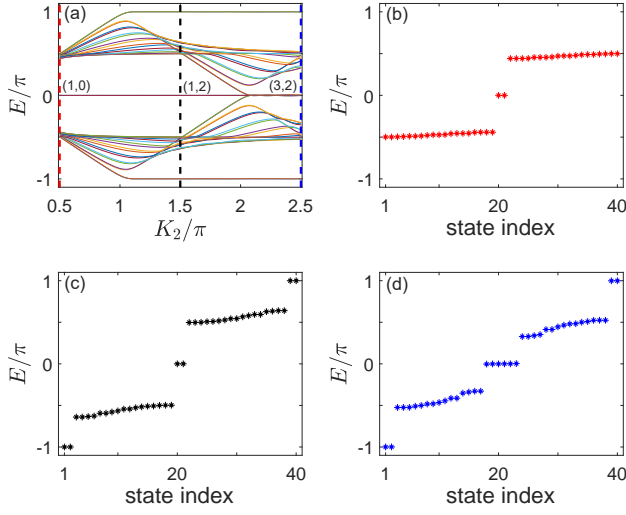 (a)
E/π
1
0
-1
(1,0)
(1,2)
(3,2)
0.5
1
1.5
2
2.5
K₂/π
(b)
E/π
1
0
-1
1
20
40
state index
(c)
E/π
1
0
-1
1
20
40
state index
(d)
E/π
1
0
-1
1
20
40
state index